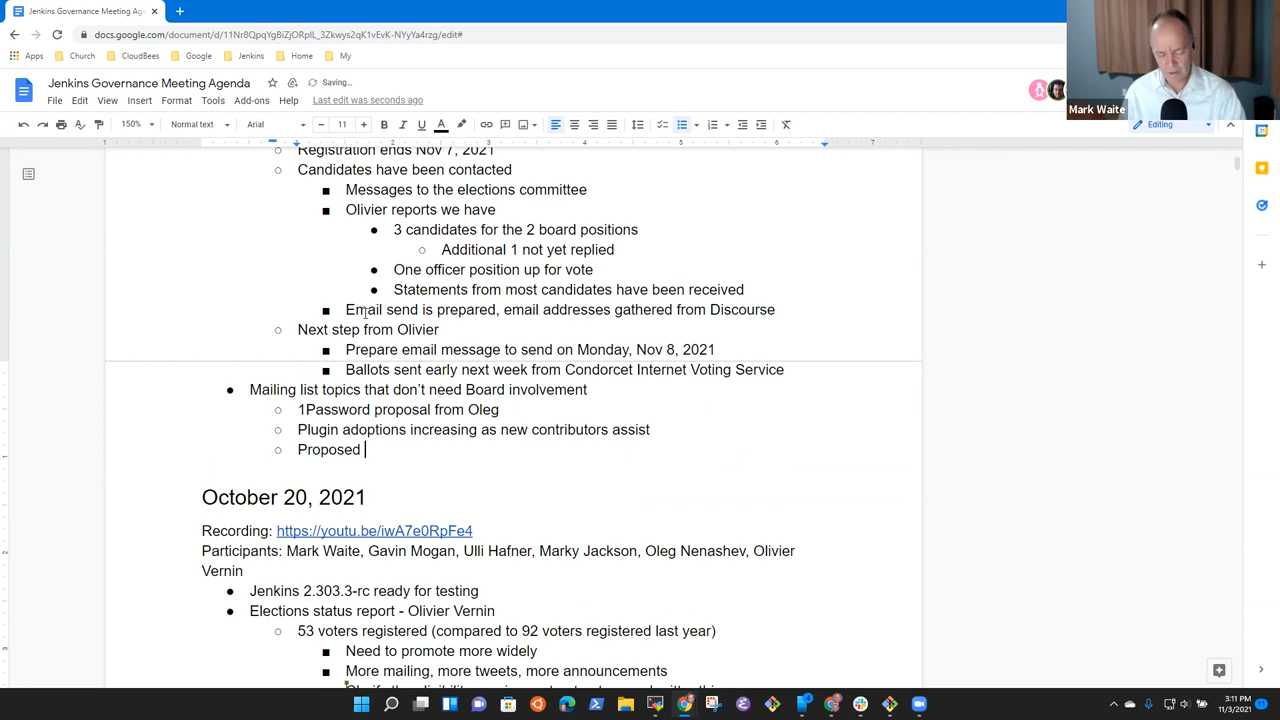 Jenkins Governance Meeting Ag
docs.google.com/document/d/11Nr8QpqYgBiZjORpIL_3Zkwys2qK1vEvK-NYyYa4rzg/edit#
Apps Church CloudBees Google Jenkins Home My
Jenkins Governance Meeting Agenda Saving...
File Edit View Insert Format Tools Add-ons Help Last edit was seconds ago
Mark Waite
150% Normal text Arial 11 Editing
1 2 3 4 5 6 7
Registration ends Nov 7, 2021
Candidates have been contacted
Messages to the elections committee
Olivier reports we have
3 candidates for the 2 board positions
Additional 1 not yet replied
One officer position up for vote
Statements from most candidates have been received
Email send is prepared, email addresses gathered from Discourse
Next step from Olivier
Prepare email message to send on Monday, Nov 8, 2021
Ballots sent early next week from Condorcet Internet Voting Service
Mailing list topics that don't need Board involvement
1Password proposal from Oleg
Plugin adoptions increasing as new contributors assist
Proposed
October 20, 2021
Recording: https://youtu.be/iwA7e0RpFe4
Participants: Mark Waite, Gavin Mogan, Ulli Hafner, Marky Jackson, Oleg Nenashev, Olivier
Vernin
Jenkins 2.303.3-rc ready for testing
Elections status report - Olivier Vernin
53 voters registered (compared to 92 voters registered last year)
Need to promote more widely
More mailing, more tweets, more announcements
3:11 PM
11/3/2021